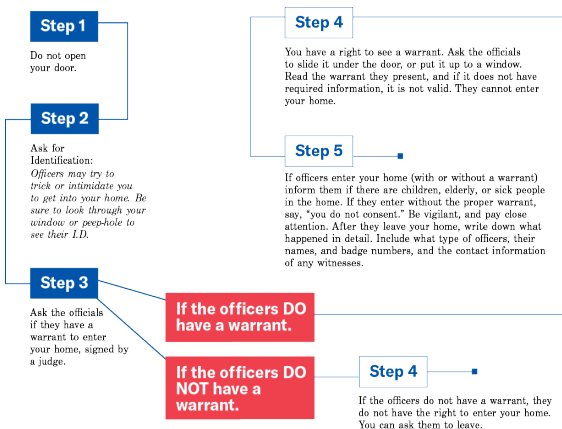 Step 1
Do not open
your door.
Step 2
Ask for
Identification:
Officers may try to
trick or intimidate you
to get into your home. Be
sure to look through your
window or peep-hole to
see their I.D.
Step 3
Ask the officials
if they have a
warrant to enter
your home, signed by
a judge.
If the officers DO
have a warrant.
Step 4
You have a right to see a warrant. Ask the officials
to slide it under the door, or put it up to a window.
Read the warrant they present, and if it does not have
required information, it is not valid. They cannot enter
your home.
Step 5
If officers enter your home (with or without a warrant)
inform them if there are children, elderly, or sick people
in the home. If they enter without the proper warrant,
say, “you do not consent.” Be vigilant, and pay close
attention. After they leave your home, write down what
happened in detail. Include what type of officers, their
names, and badge numbers, and the contact information
of any witnesses.
If the officers DO
NOT have a
warrant.
Step 4
If the officers do not have a warrant, they
do not have the right to enter your home.
You can ask them to leave.